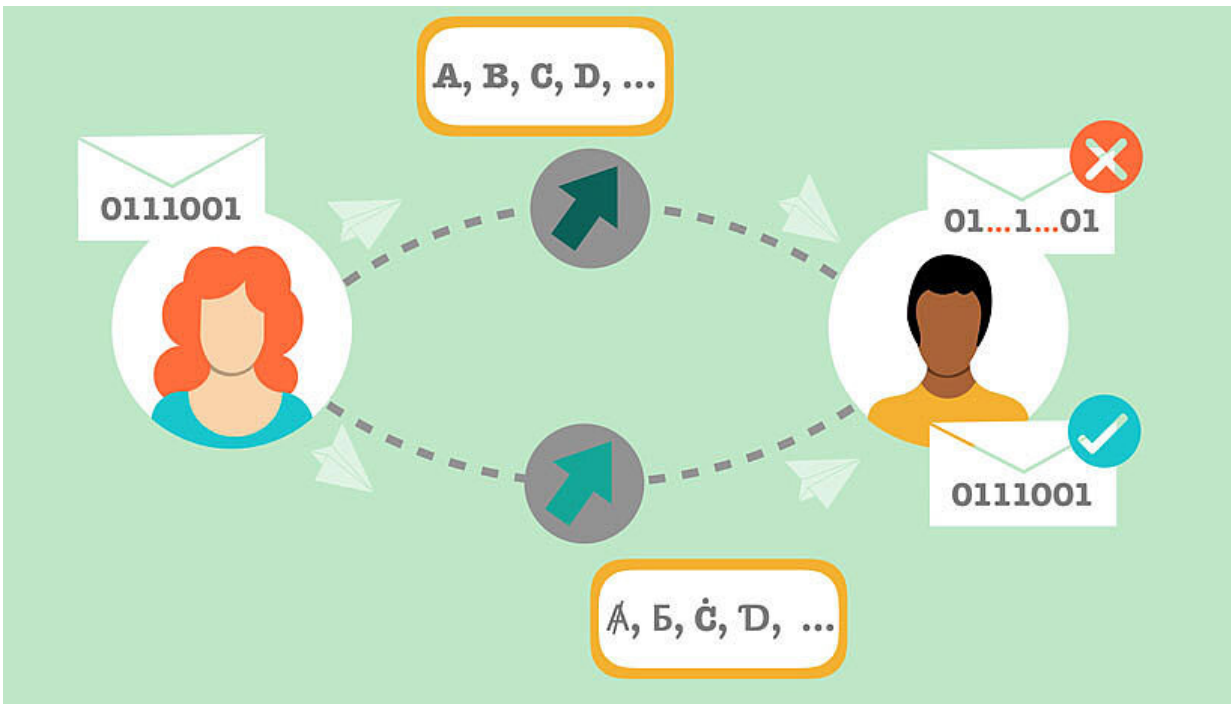 A, B, C, D, ...
0111001
01...1...01
0111001
Ⱥ, Б, Ċ, Ɗ, ...